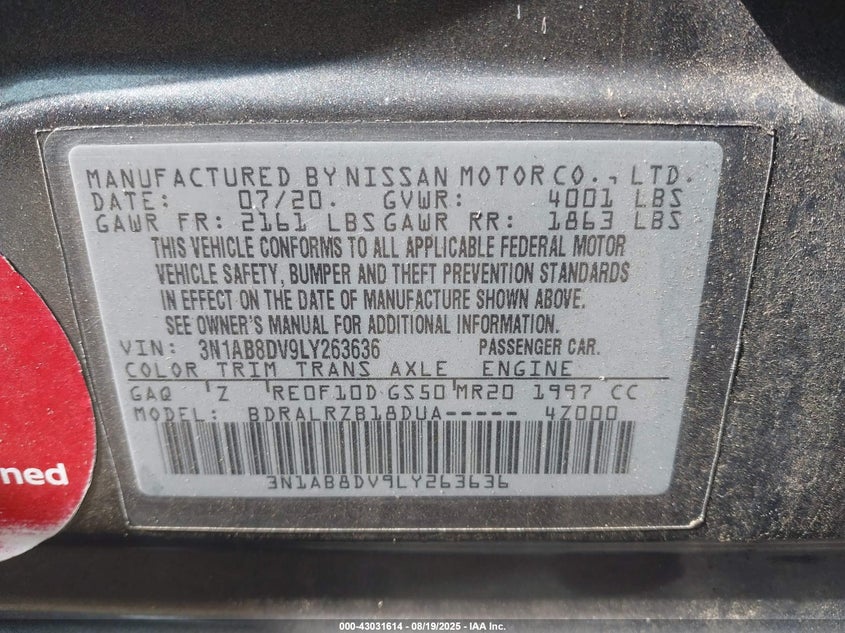 MANUFACTURED BY NISSAN MOTOR CO., LTD.
DATE: 07/20. GVWR: 4001 LBS
GAWR FR: 2161 LBS GAWR RR: 1863 LBS
THIS VEHICLE CONFORMS TO ALL APPLICABLE FEDERAL MOTOR
VEHICLE SAFETY, BUMPER AND THEFT PREVENTION STANDARDS
IN EFFECT ON THE DATE OF MANUFACTURE SHOWN ABOVE.
SEE OWNER'S MANUAL FOR ADDITIONAL INFORMATION.
VIN: 3N1AB8DV9LY263636 PASSENGER CAR.
COLOR TRIM TRANS AXLE ENGINE
GAQ 'Z 'RE0F10D GS50'MR20 1997 CC
MODEL: BDRALRZB18DUA----- 4Z000
3N1AB8DV9LY263636
ned
000-43031614 - 08/19/2025 - IAA Inc.